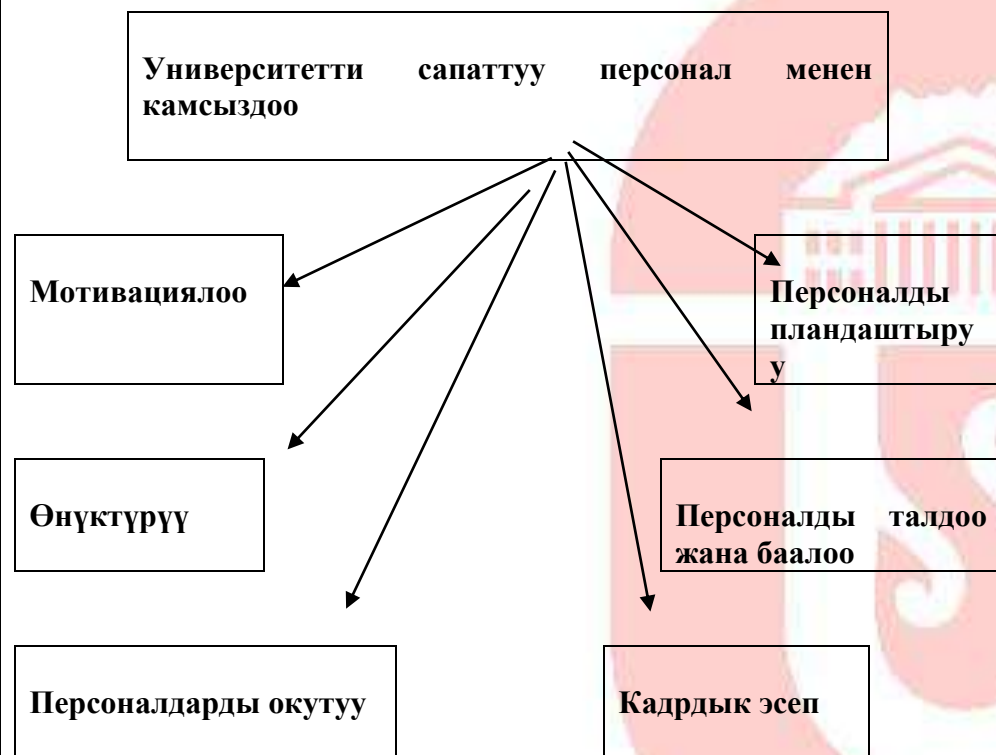 Университетти сапаттуу персонал менен
камсыздоо
Мотивациялоо
Персоналды
пландаштыру
у
Өнүктүрүү
Персоналды талдоо
жана баалоо
Персоналдарды окутуу
Кадрдык эсеп